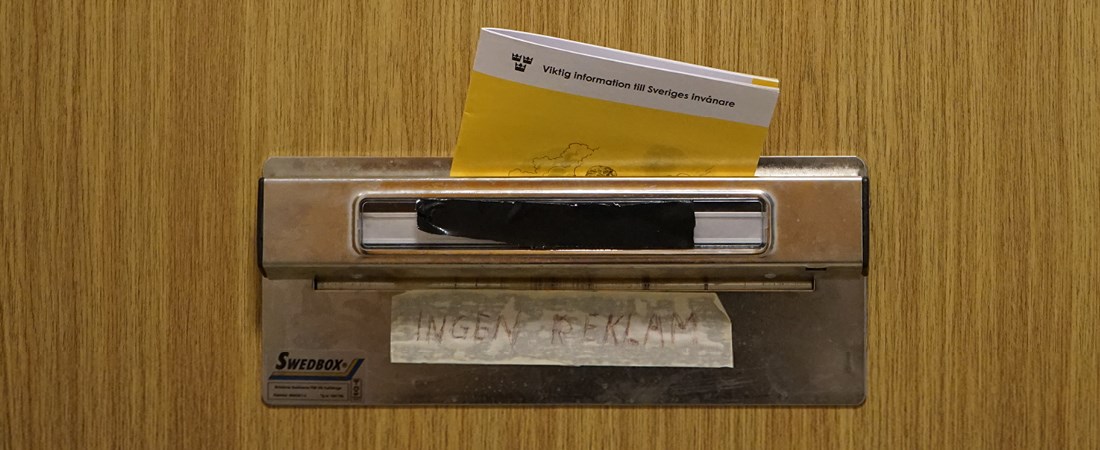 Viktig information till Sveriges invånare
INGEN REKLAM
SWEDBOX®